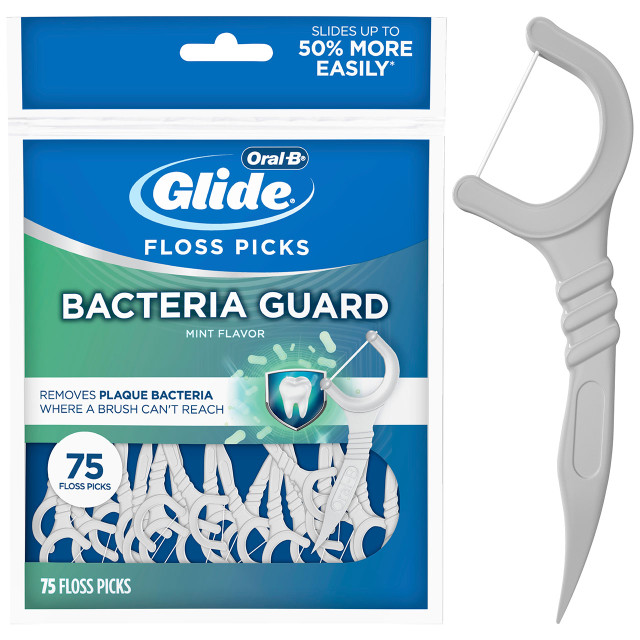 SLIDES UP TO
50% MORE
EASILY*
Oral-B®
Glide®
FLOSS PICKS
BACTERIA GUARD
MINT FLAVOR
REMOVES PLAQUE BACTERIA
WHERE A BRUSH CAN'T REACH
75
FLOSS PICKS
75 FLOSS PICKS